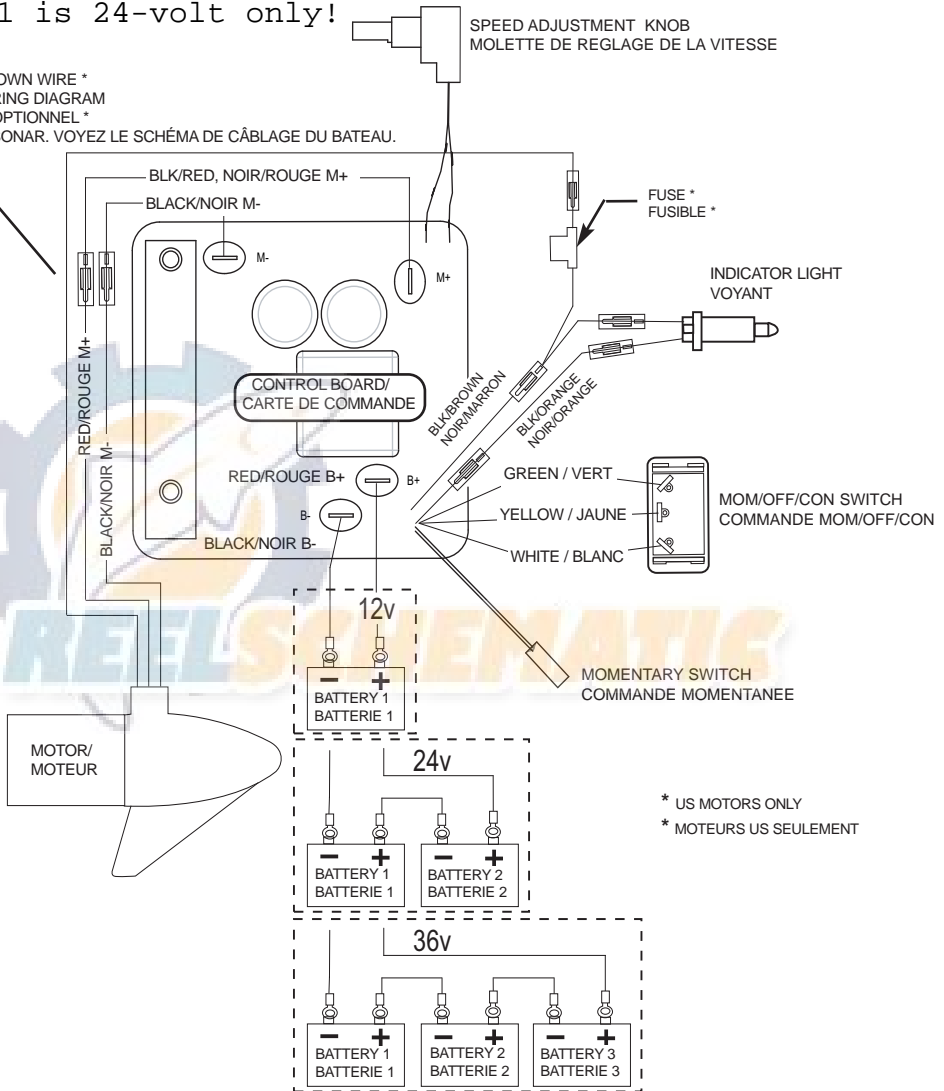 1 is 24-volt only!
SPEED ADJUSTMENT KNOB
MOLETTE DE REGLAGE DE LA VITESSE
OWN WIRE *
RING DIAGRAM
OPTIONNEL *
SONAR. VOYEZ LE SCHÉMA DE CÂBLAGE DU BATEAU.
BLK/RED, NOIR/ROUGE M+
BLACK/NOIR M-
FUSE *
FUSIBLE *
M-
M+
INDICATOR LIGHT
VOYANT
RED/ROUGE M+
BLACK/NOIR M-
CONTROL BOARD/
CARTE DE COMMANDE
BLK/BROWN
NOIR/MARRON
BLK/ORANGE
NOIR/ORANGE
RED/ROUGE B+
B+
GREEN / VERT
YELLOW / JAUNE
WHITE / BLANC
MOM/OFF/CON SWITCH
COMMANDE MOM/OFF/CON
B-
BLACK/NOIR B-
12v
REELSCHEMATIC
MOMENTARY SWITCH
COMMANDE MOMENTANEE
BATTERY 1
BATTERIE 1
MOTOR/
MOTEUR
24v
* US MOTORS ONLY
* MOTEURS US SEULEMENT
BATTERY 1
BATTERIE 1
BATTERY 2
BATTERIE 2
36v
BATTERY 1
BATTERIE 1
BATTERY 2
BATTERIE 2
BATTERY 3
BATTERIE 3